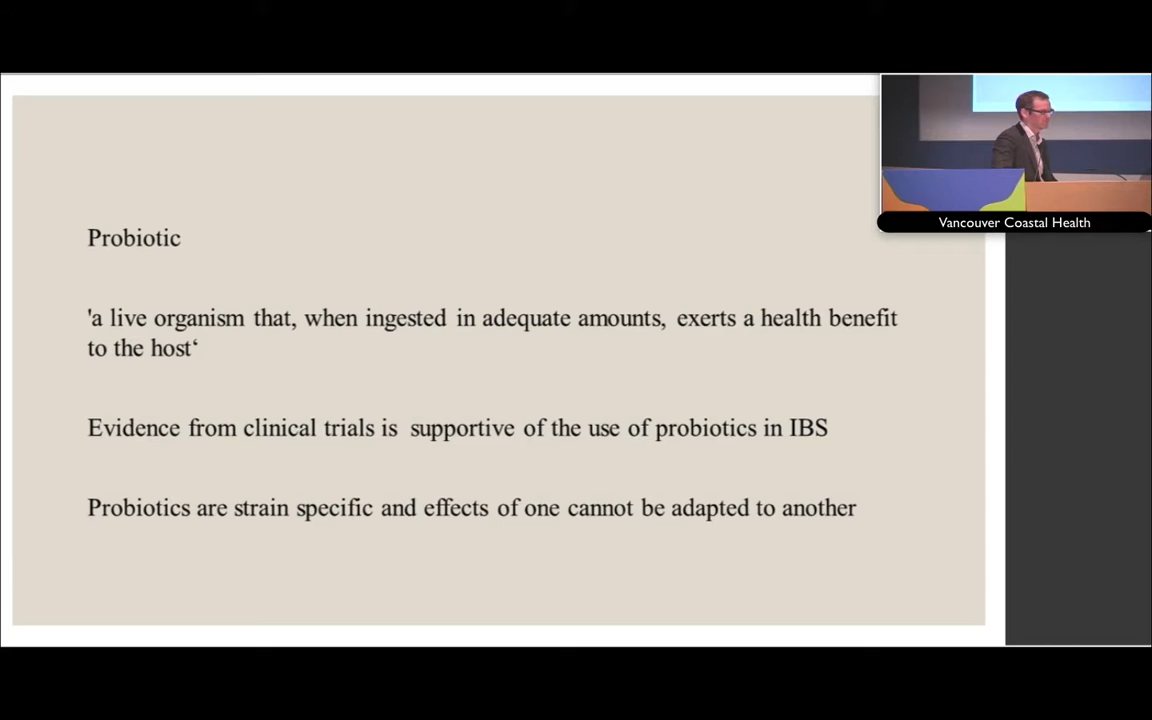 Probiotic
'a live organism that, when ingested in adequate amounts, exerts a health benefit
to the host‘
Evidence from clinical trials is  supportive of the use of probiotics in IBS
Probiotics are strain specific and effects of one cannot be adapted to another
Vancouver Coastal Health